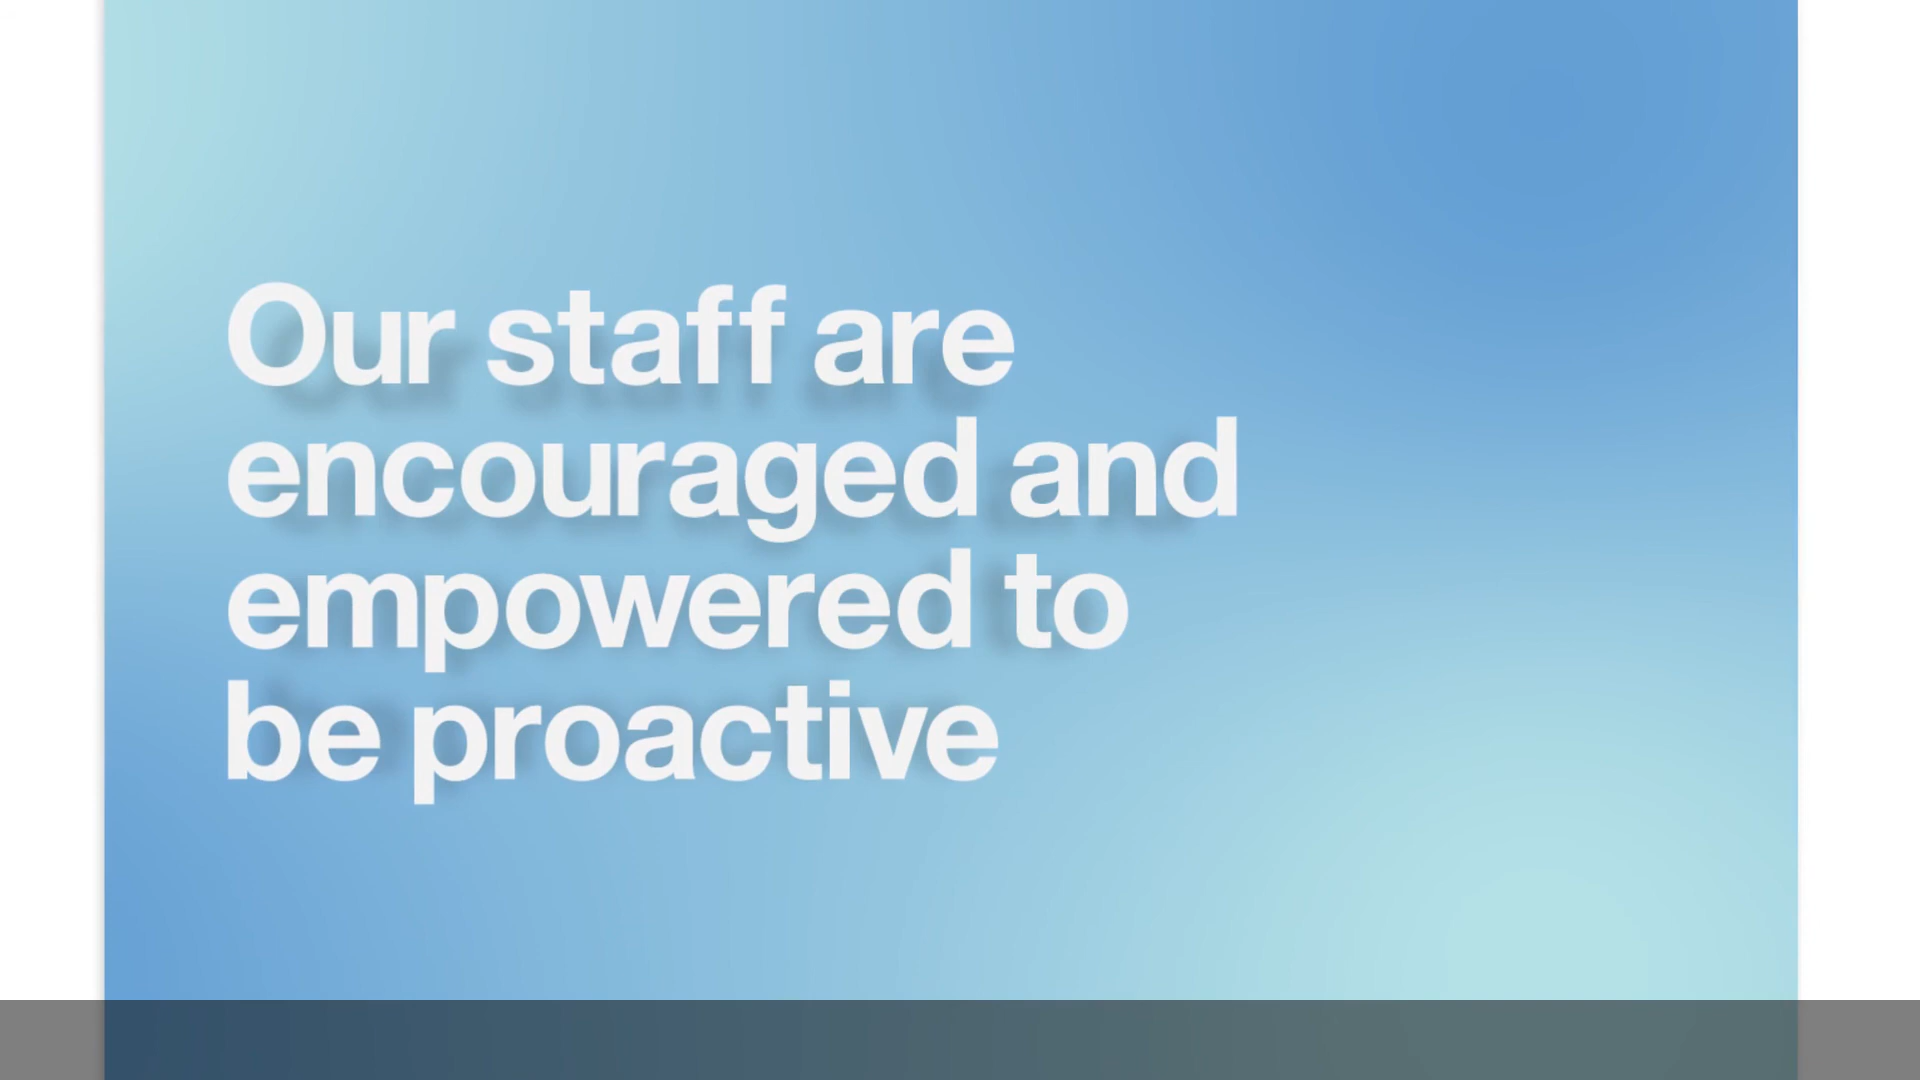 Our staff are
encouraged and
empowered to
be proactive